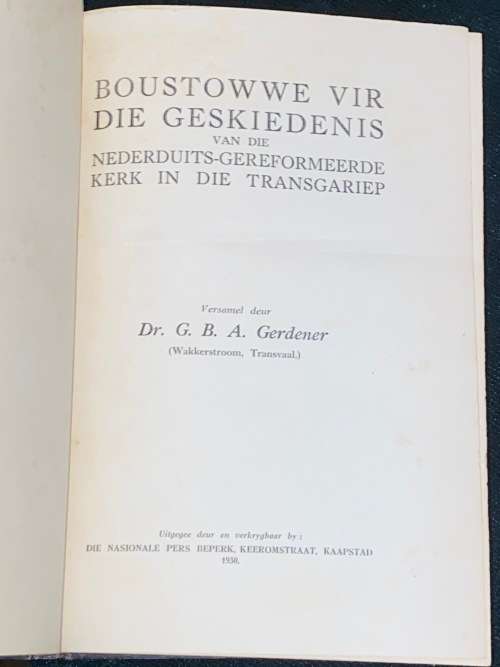 BOUSTOWWE VIR
DIE GESKIEDENIS
VAN DIE
NEDERDUITS-GEREFORMEERDE
KERK IN DIE TRANSGARIEP
Versamel deur
Dr. G. B. A. Gerdener
(Wakkerstroom, Transvaal.)
Uitgegee deur en verkrygbaar by:
DIE NASIONALE PERS BEPERK, KEEROMSTRAAT, KAAPSTAD
1930.